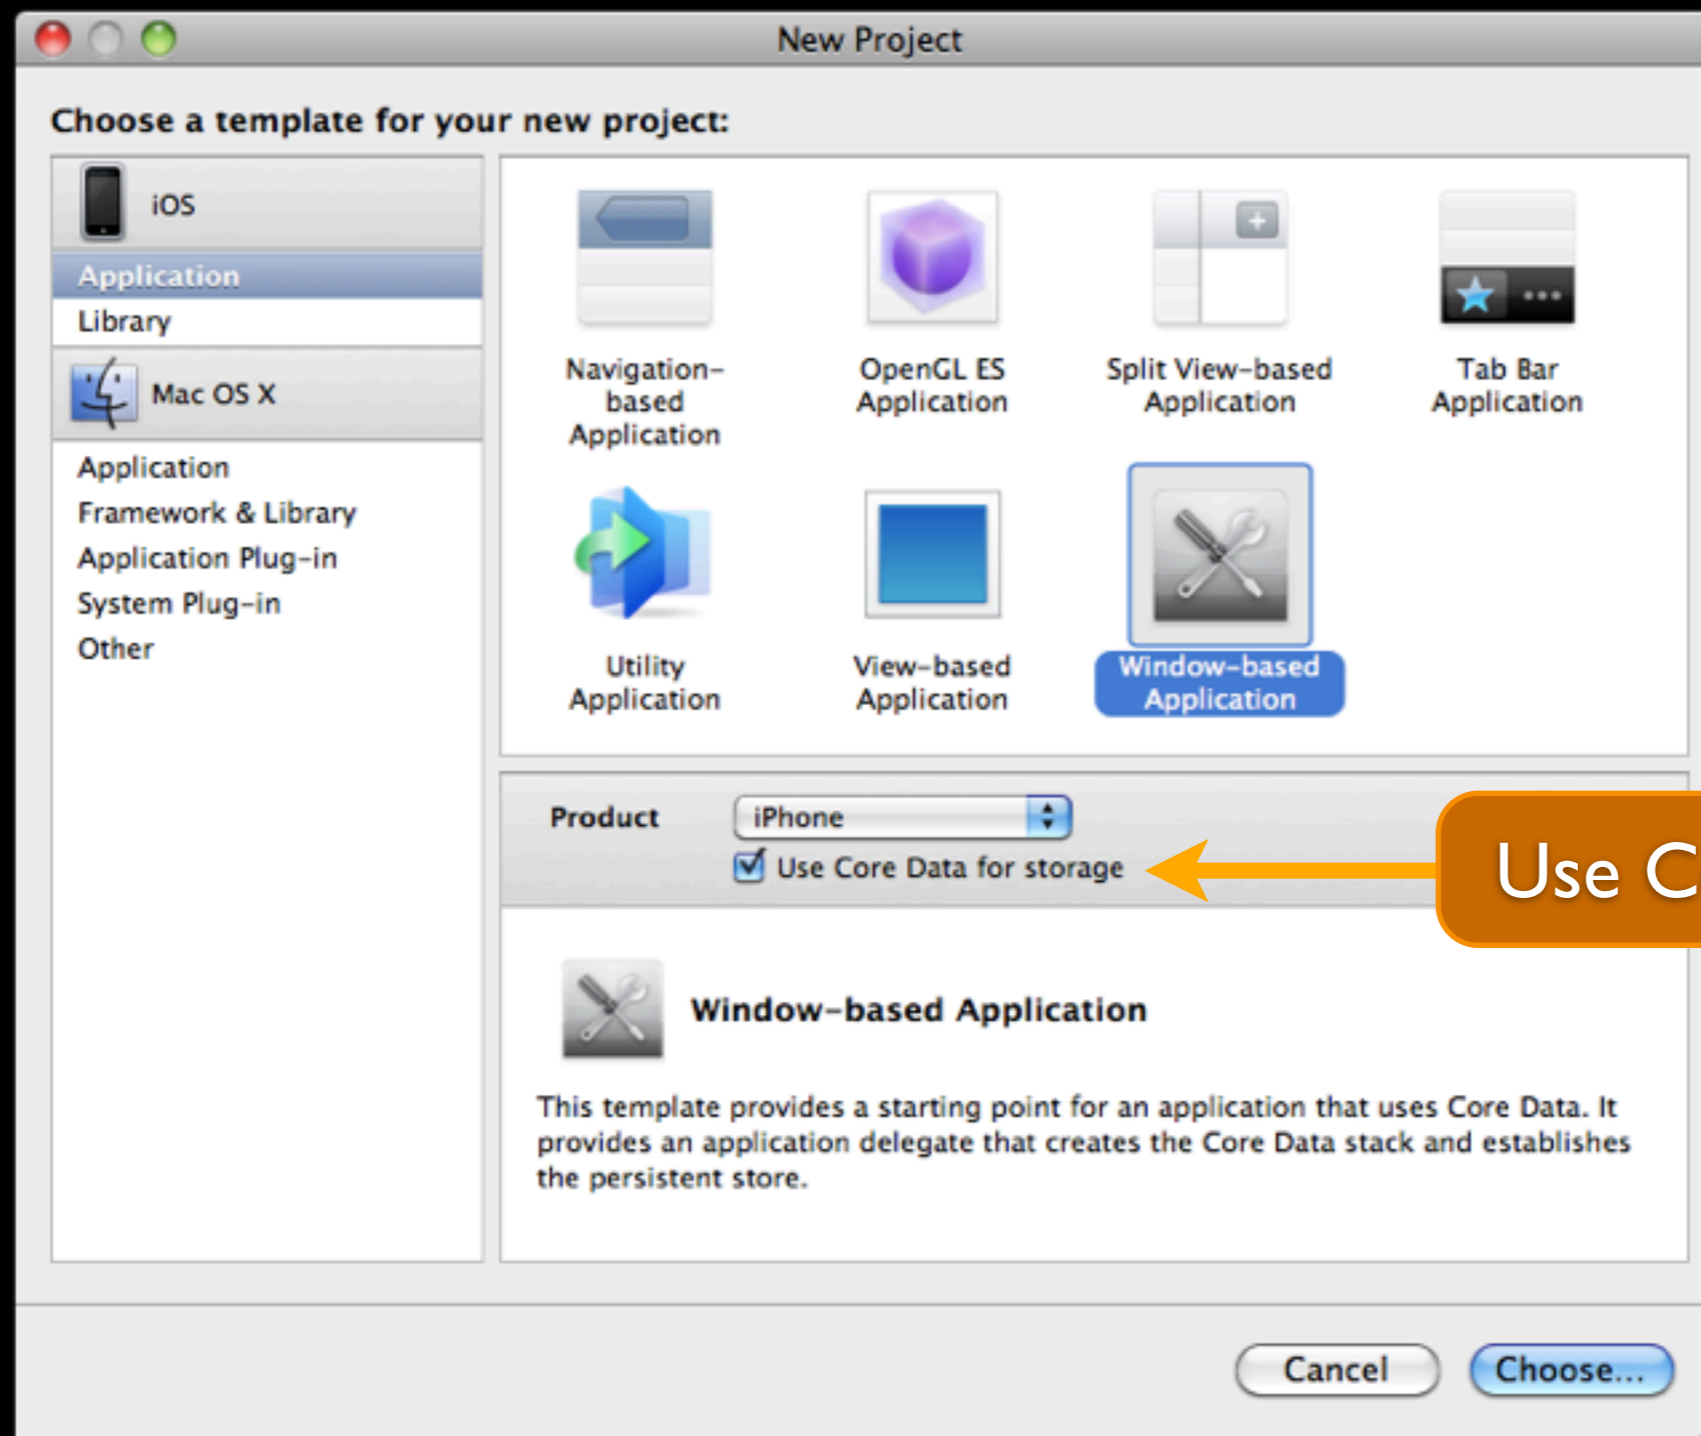 New Project
Choose a template for your new project:
iOS
Application
Library
Mac OS X
Application
Framework & Library
Application Plug-in
System Plug-in
Other
Navigation-
based
Application
OpenGL ES
Application
Split View-based
Application
Tab Bar
Application
Utility
Application
View-based
Application
Window-based
Application
Product
iPhone
Use Core Data for storage
Use
Window-based Application
This template provides a starting point for an application that uses Core Data. It
provides an application delegate that creates the Core Data stack and establishes
the persistent store.
Cancel
Choose...